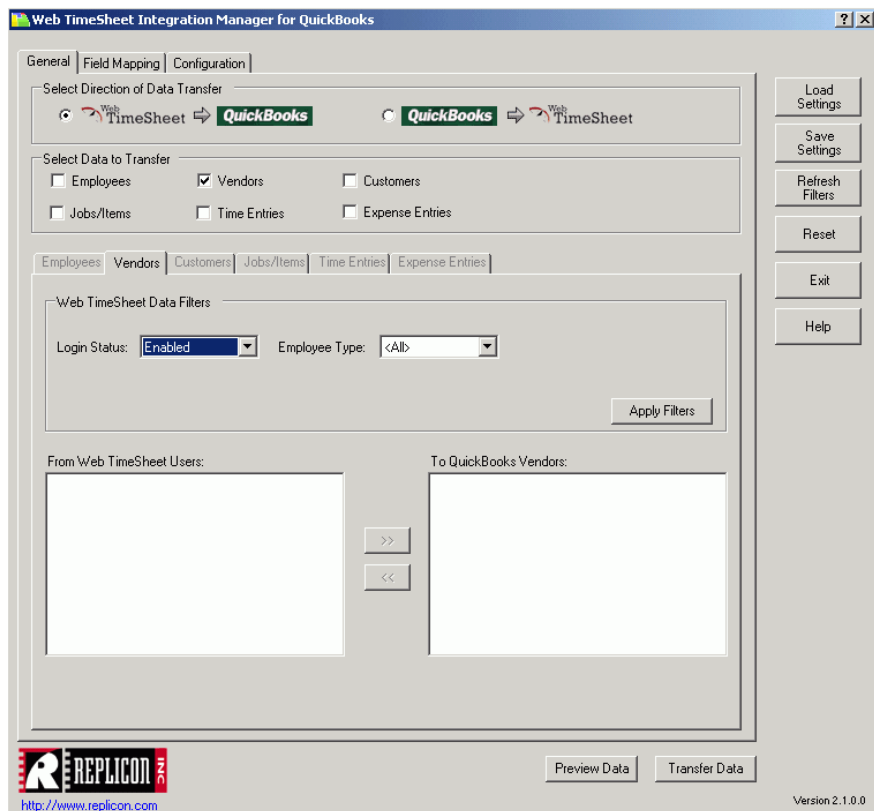 Web TimeSheet Integration Manager for QuickBooks
General Field Mapping Configuration
Select Direction of Data Transfer
Web TimeSheet QuickBooks QuickBooks Web TimeSheet
Load Settings
Save Settings
Select Data to Transfer
Employees Vendors Customers
Refresh Filters
Jobs/Items Time Entries Expense Entries
Reset
Employees Vendors Customers Jobs/Items Time Entries Expense Entries
Exit
Web TimeSheet Data Filters
Help
Login Status: Enabled Employee Type: <All>
Apply Filters
From Web TimeSheet Users: To QuickBooks Vendors:
>>
<<
REPLICON INC
Preview Data Transfer Data
http://www.replicon.com
Version 2.1.0.0